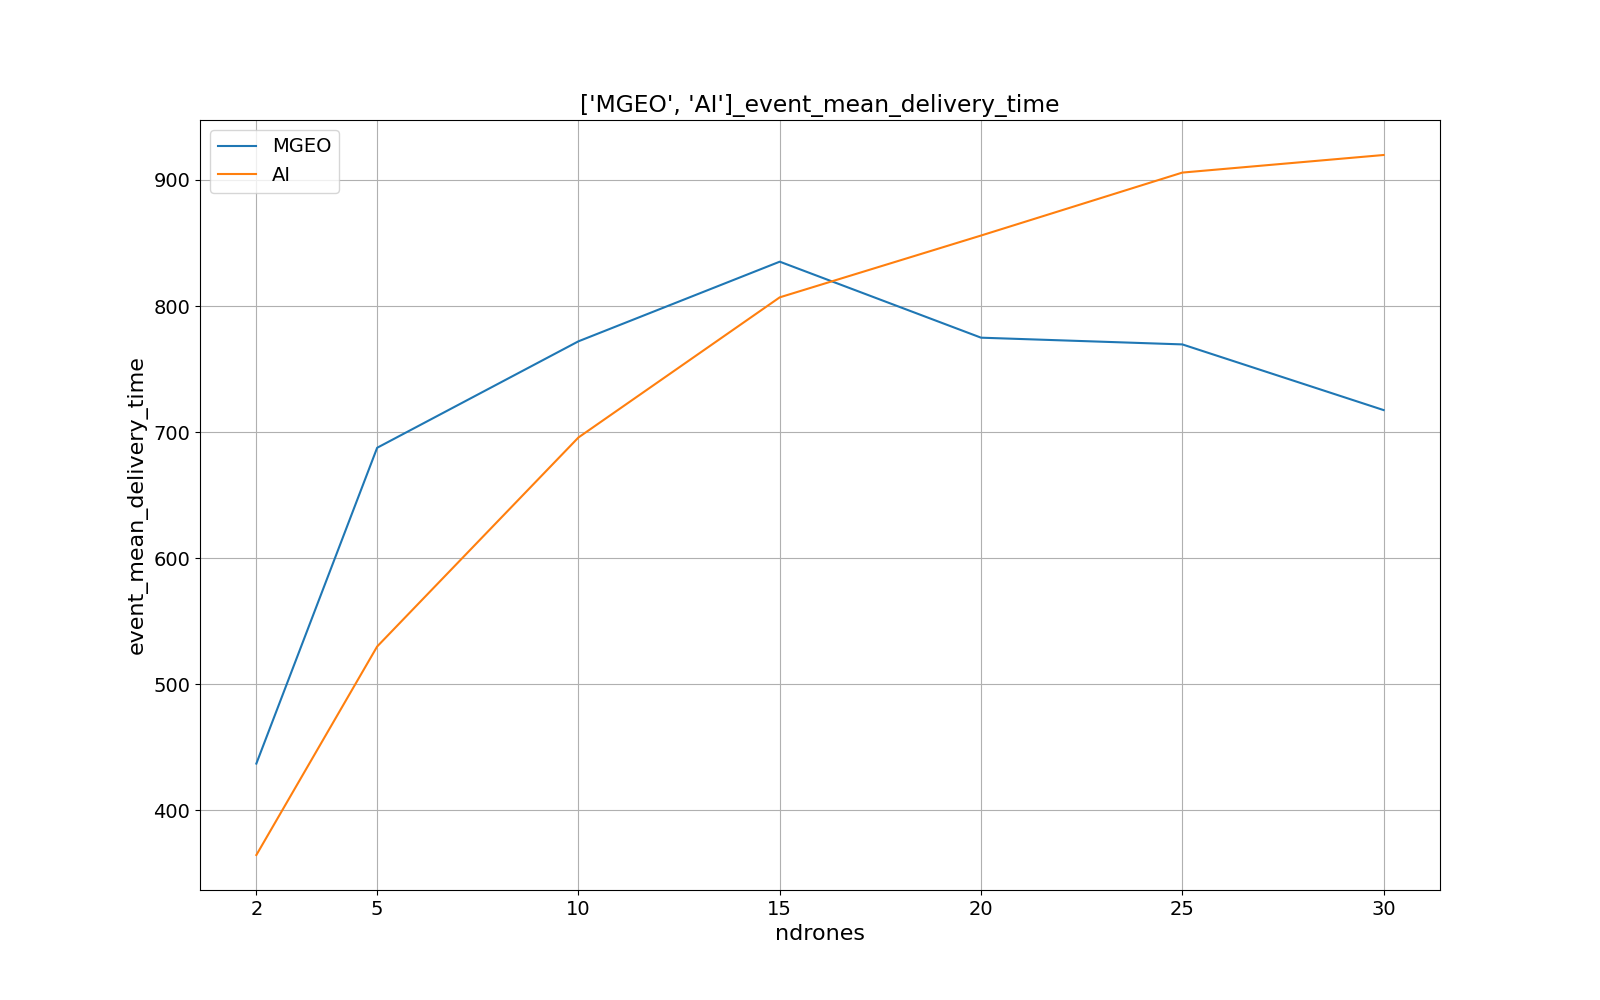 ['MGEO', 'AI']_event_mean_delivery_time
MGEO
AI
event_mean_delivery_time
900
800
700
600
500
400
2 5 10 15 20 25 30
ndrones